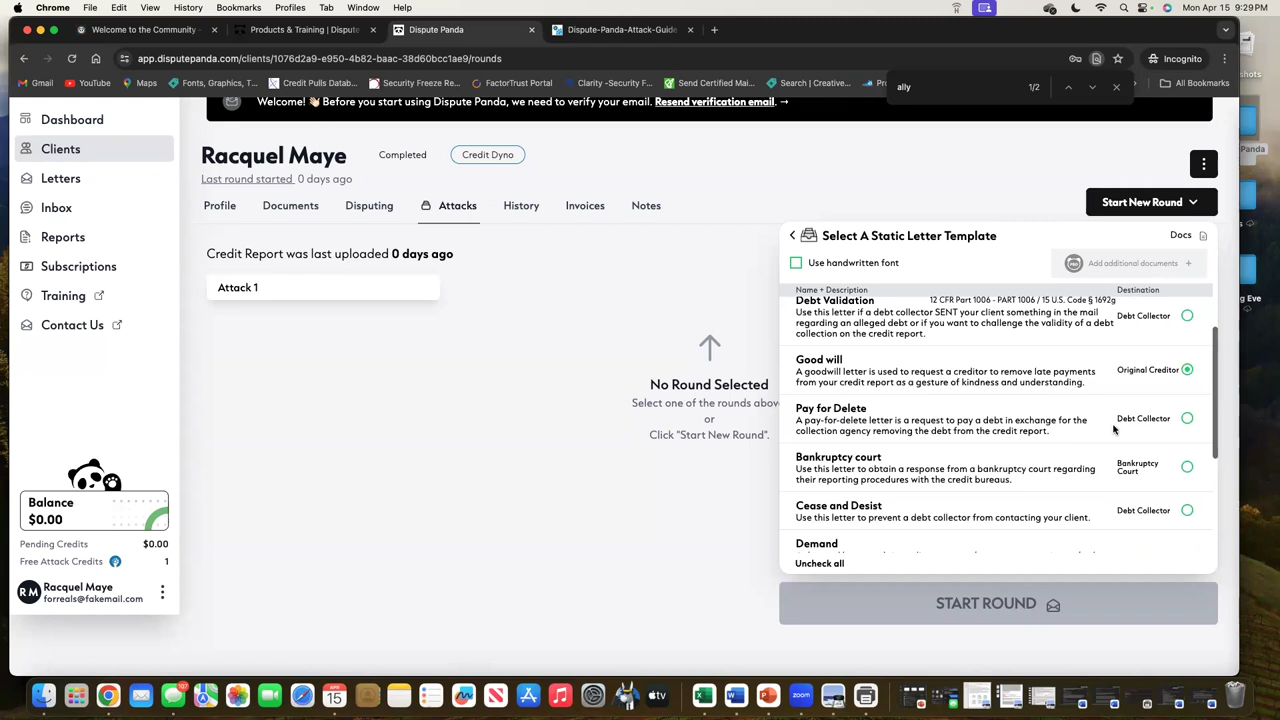 Chrome File Edit View History Bookmarks Profiles Tab Window Help Mon Apr 15 9:29 PM
Welcome to the Community Products & Training | Dispute Dispute Panda Dispute-Panda-Attack-Guide
app.disputepanda.com/clients/1076d2a9-e950-4b82-baac-38d60bcc1ae9/rounds Incognito
Gmail YouTube Maps Fonts, Graphics, T... Credit Pulls Databas... Security Freeze Re... FactorTrust Portal Clarity -Security F... Send Certified Mai... Search | Creative... All Bookmarks
ally 1/2
Welcome! 👋 Before you start using Dispute Panda, we need to verify your email. Resend verification email. →
Dashboard
Clients
Letters
Inbox
Reports
Subscriptions
Training
Contact Us
Racquel Maye Completed Credit Dyno
Last round started 0 days ago
Profile Documents Disputing Attacks History Invoices Notes
Start New Round
Credit Report was last uploaded 0 days ago
Attack 1
No Round Selected
Select one of the rounds abov
or
Click "Start New Round".
Select A Static Letter Template Docs
Use handwritten font Add additional documents +
Name + Description Destination
Debt Validation 12 CFR Part 1006 - PART 1006 / 15 U.S. Code § 1692g
Use this letter if a debt collector SENT your client something in the mail
regarding an alleged debt or if you want to challenge the validity of a debt
collection on the credit report.
Debt Collector
Good will
A goodwill letter is used to request a creditor to remove late payments
from your credit report as a gesture of kindness and understanding.
Original Creditor
Pay for Delete
A pay-for-delete letter is a request to pay a debt in exchange for the
collection agency removing the debt from the credit report.
Debt Collector
Bankruptcy court
Use this letter to obtain a response from a bankruptcy court regarding
their reporting procedures with the credit bureaus.
Bankruptcy
Court
Cease and Desist
Use this letter to prevent a debt collector from contacting your client.
Debt Collector
Demand
Uncheck all
START ROUND
Balance
$0.00
Pending Credits $0.00
Free Attack Credits 1
RM Racquel Maye
forreals@fakemail.com
Panda